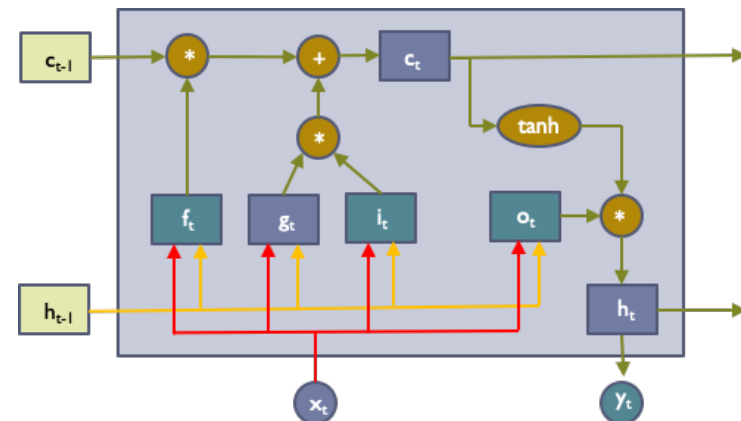 c_t-1
*
+
c_t
tanh
*
f_t
g_t
i_t
o_t
*
h_t-1
h_t
x_t
y_t